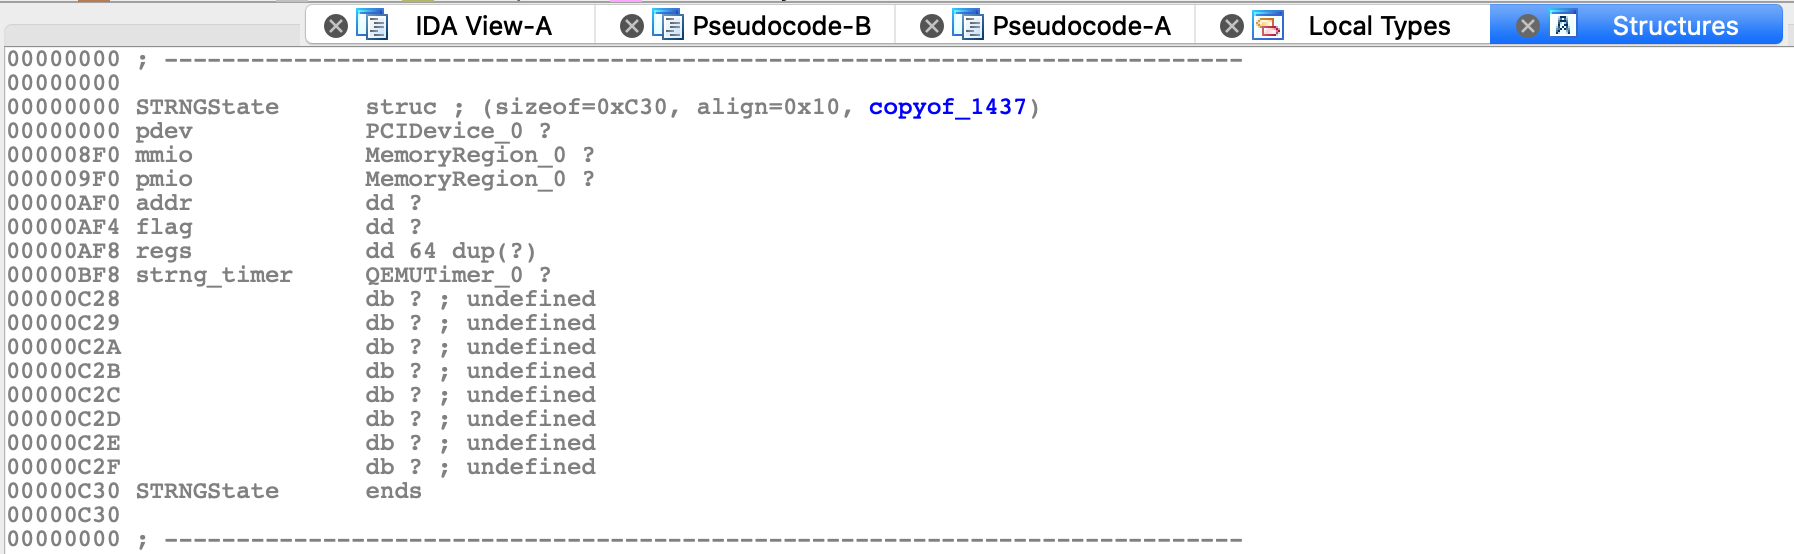 IDA View-A Pseudocode-B Pseudocode-A Local Types Structures
00000000 ; ---------------------------------------------------------------------------
00000000
00000000 STRNGState      struc ; (sizeof=0xC30, align=0x10, copyof_1437)
00000000 pdev            PCIDevice_0 ?
000008F0 mmio            MemoryRegion_0 ?
000009F0 pmio            MemoryRegion_0 ?
00000AF0 addr            dd ?
00000AF4 flag            dd ?
00000AF8 regs            dd 64 dup(?)
00000BF8 strng_timer     QEMUTimer_0 ?
00000C28                 db ? ; undefined
00000C29                 db ? ; undefined
00000C2A                 db ? ; undefined
00000C2B                 db ? ; undefined
00000C2C                 db ? ; undefined
00000C2D                 db ? ; undefined
00000C2E                 db ? ; undefined
00000C2F                 db ? ; undefined
00000C30 STRNGState      ends
00000C30
00000000 ; ---------------------------------------------------------------------------